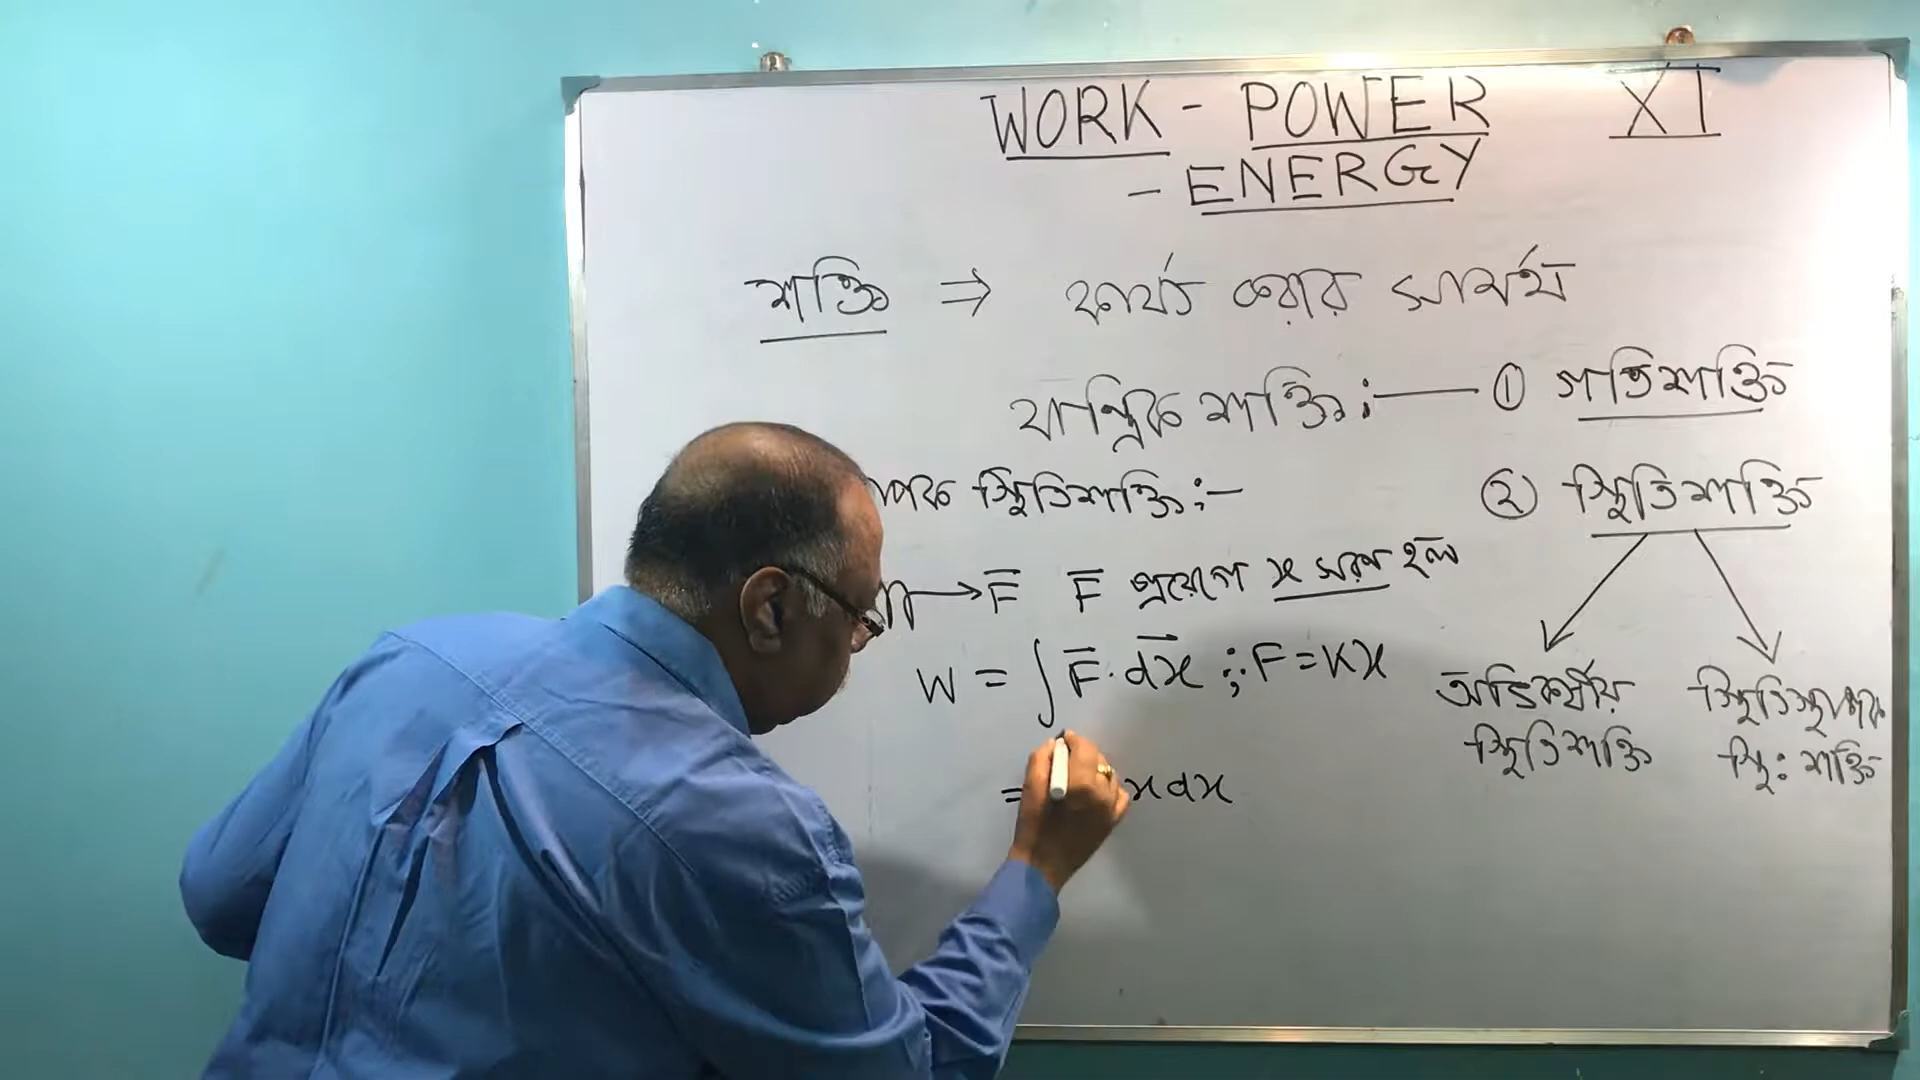 WORK - POWER XI
- ENERGY
শক্তি ⇒ কার্য করার সামর্থ্য
যান্ত্রিক শক্তি :— ① গতিশক্তি
স্থিতিশক্তি :-
② স্থিতিশক্তি
→ F̅ F̅ প্রয়োগে x সরণ হল
W = ∫ F̅ · d͞x ; F = Kx
= x dx
অভিকর্ষীয়
স্থিতিশক্তি
স্থিতিস্থাপক
স্থি: শক্তি